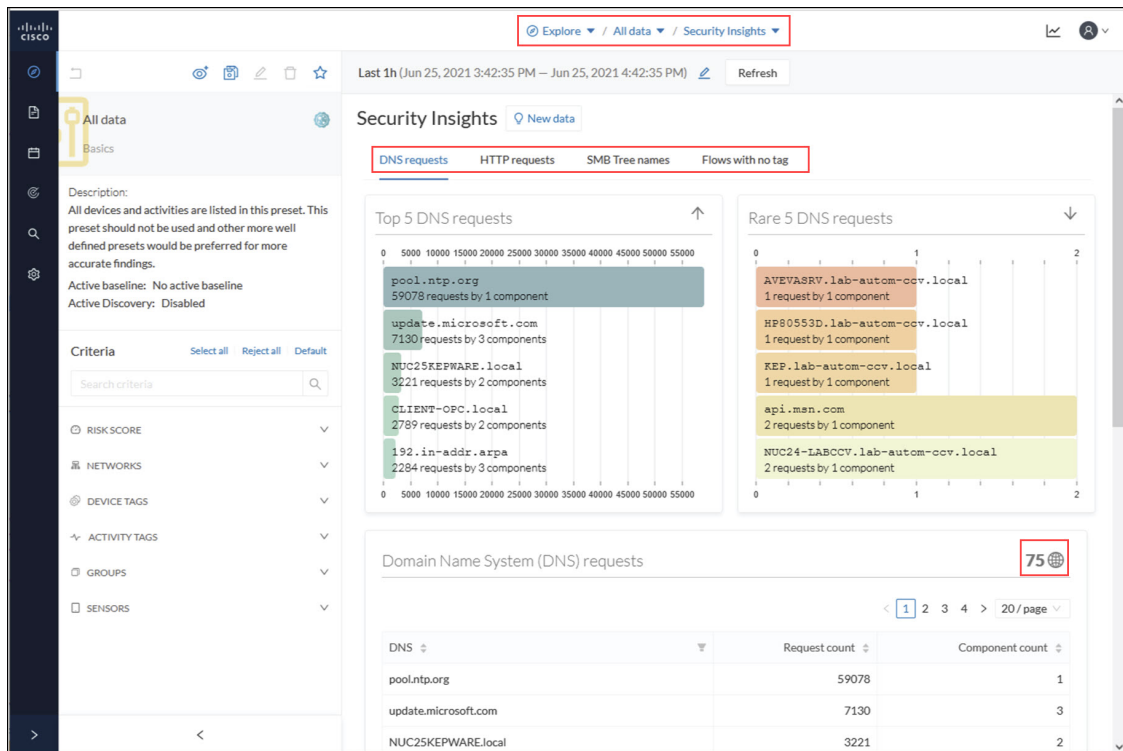 CISCO
Explore / All data / Security Insights
A
Last 1h (Jun 25, 2021 3:42:35 PM — Jun 25, 2021 4:42:35 PM)
Refresh
All data
Basics
Description:
All devices and activities are listed in this preset. This
preset should not be used and other more well
defined presets would be preferred for more
accurate findings.
Active baseline: No active baseline
Active Discovery: Disabled
Criteria
Select all Reject all Default
Search criteria
RISK SCORE
NETWORKS
DEVICE TAGS
ACTIVITY TAGS
GROUPS
SENSORS
Security Insights
New data
DNS requests HTTP requests SMB Tree names Flows with no tag
Top 5 DNS requests
0 5000 10000 15000 20000 25000 30000 35000 40000 45000 50000 55000
pool.ntp.org
59078 requests by 1 component
update.microsoft.com
7130 requests by 3 components
NUC25KEPWARE.local
3221 requests by 2 components
CLIENT-OPC.local
2789 requests by 2 components
192.in-addr.arpa
2284 requests by 3 components
0 5000 10000 15000 20000 25000 30000 35000 40000 45000 50000 55000
Rare 5 DNS requests
0 1 2
AVEVASRV.lab-autom-ccv.local
1 request by 1 component
HP80553D.lab-autom-ccv.local
1 request by 1 component
KEP.lab-autom-ccv.local
1 request by 1 component
api.msn.com
2 requests by 1 component
NUC24-LABCCV.lab-autom-ccv.local
2 requests by 1 component
0 1 2
Domain Name System (DNS) requests
75
< 1 2 3 4 > 20 / page
DNS Request count Component count
pool.ntp.org 59078 1
update.microsoft.com 7130 3
NUC25KEPWARE.local 3221 2